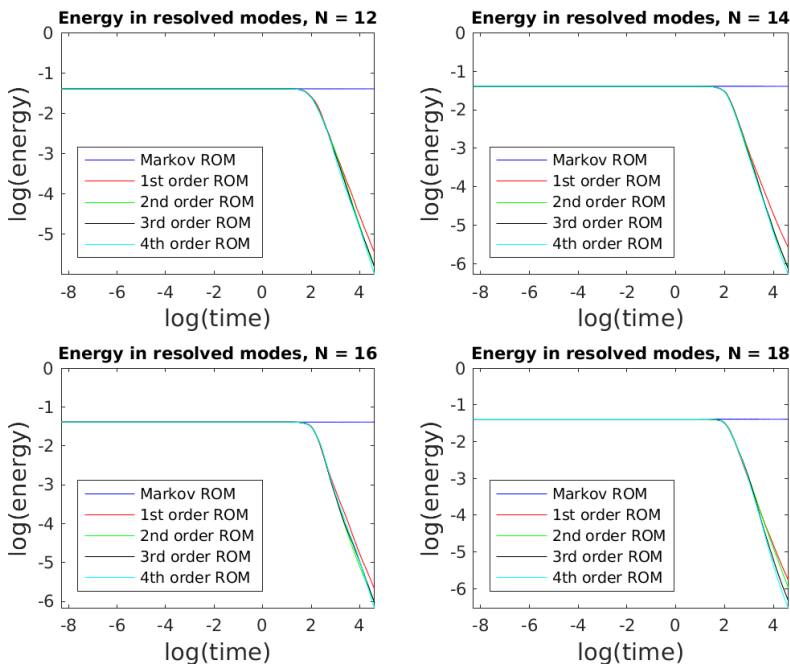 Energy in resolved modes, N = 12
0
-1
-2
-3
-4
-5
log(energy)
Markov ROM
1st order ROM
2nd order ROM
3rd order ROM
4th order ROM
-8 -6 -4 -2 0 2 4
log(time)
Energy in resolved modes, N = 14
0
-1
-2
-3
-4
-5
-6
log(energy)
Markov ROM
1st order ROM
2nd order ROM
3rd order ROM
4th order ROM
-8 -6 -4 -2 0 2 4
log(time)
Energy in resolved modes, N = 16
0
-1
-2
-3
-4
-5
-6
log(energy)
Markov ROM
1st order ROM
2nd order ROM
3rd order ROM
4th order ROM
-8 -6 -4 -2 0 2 4
log(time)
Energy in resolved modes, N = 18
0
-1
-2
-3
-4
-5
-6
log(energy)
Markov ROM
1st order ROM
2nd order ROM
3rd order ROM
4th order ROM
-8 -6 -4 -2 0 2 4
log(time)